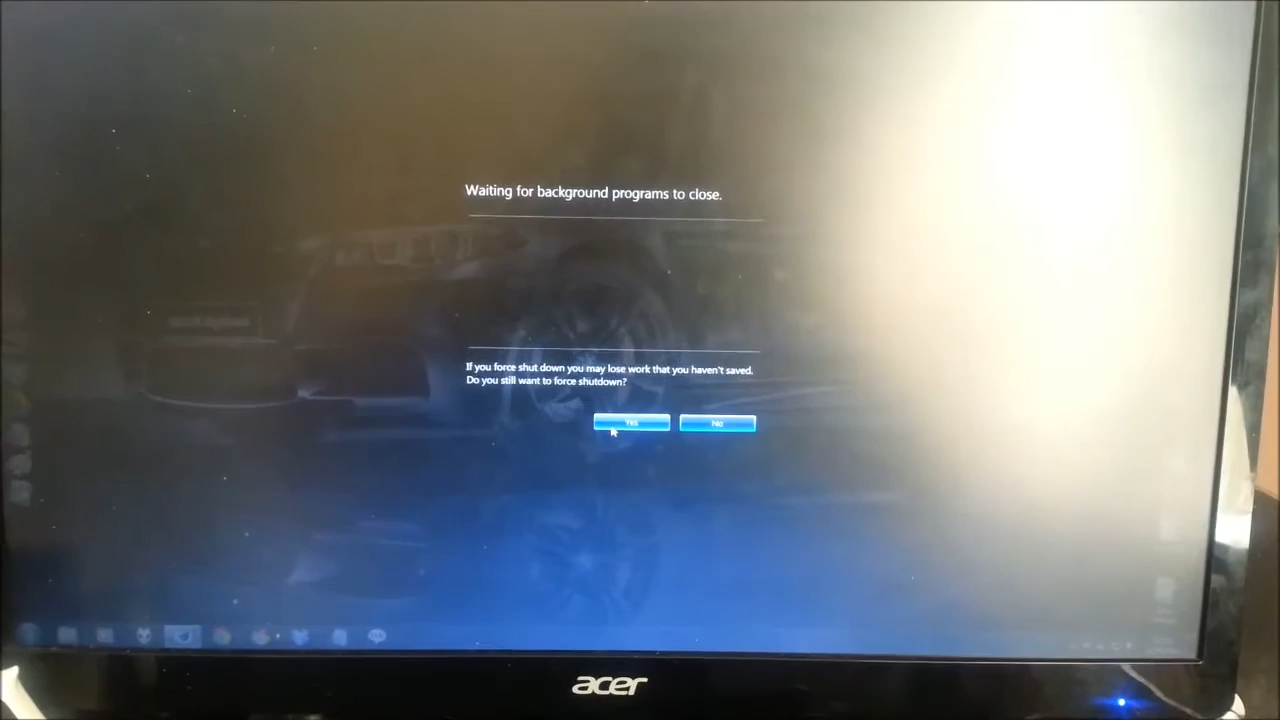 Waiting for background programs to close.
If you force shut down you may lose work that you haven't saved.
Do you still want to force shutdown?
Yes
No
acer